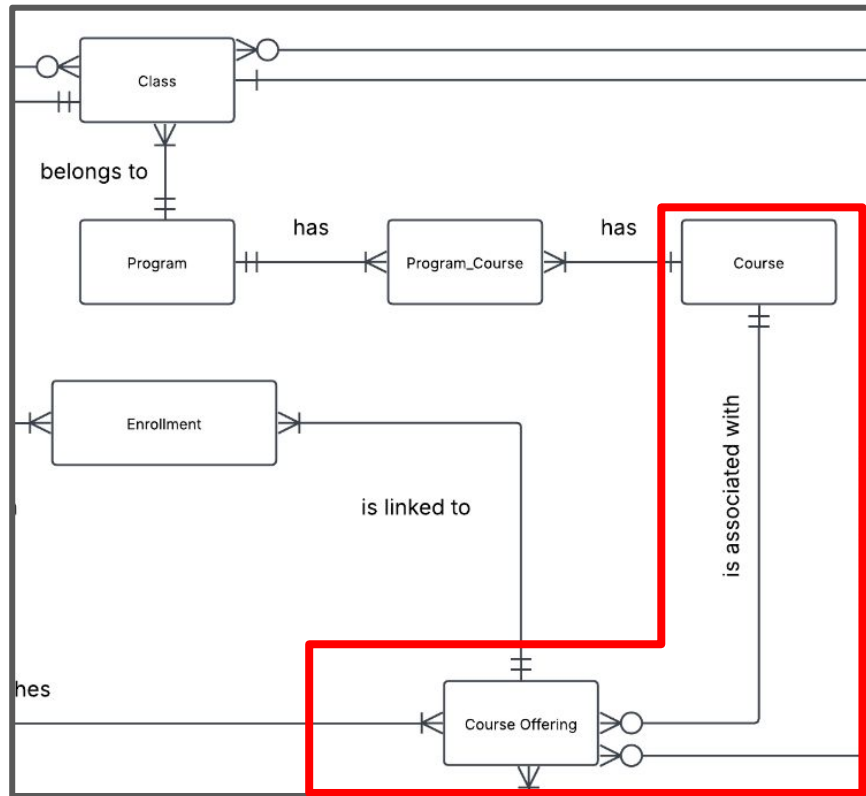 Class
belongs to
Program
has
Program_Course
has
Course
Enrollment
is linked to
is associated with
hes
Course Offering